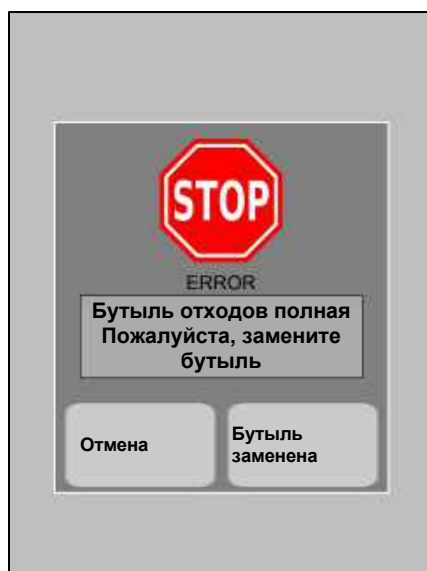 STOP
ERROR
Бутыль отходов полная
Пожалуйста, замените
бутыль
Отмена
Бутыль
заменена